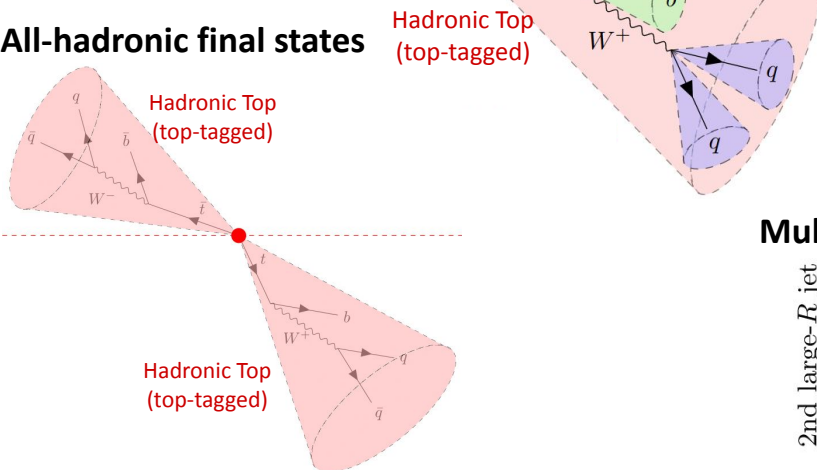 All-hadronic final states
Hadronic Top
(top-tagged)
b
W⁺
q
q
Hadronic Top
(top-tagged)
q
q̄
b̄
W⁻
t̄
t
b
W⁺
q
q̄
Hadronic Top
(top-tagged)
Mul
2nd large-R jet